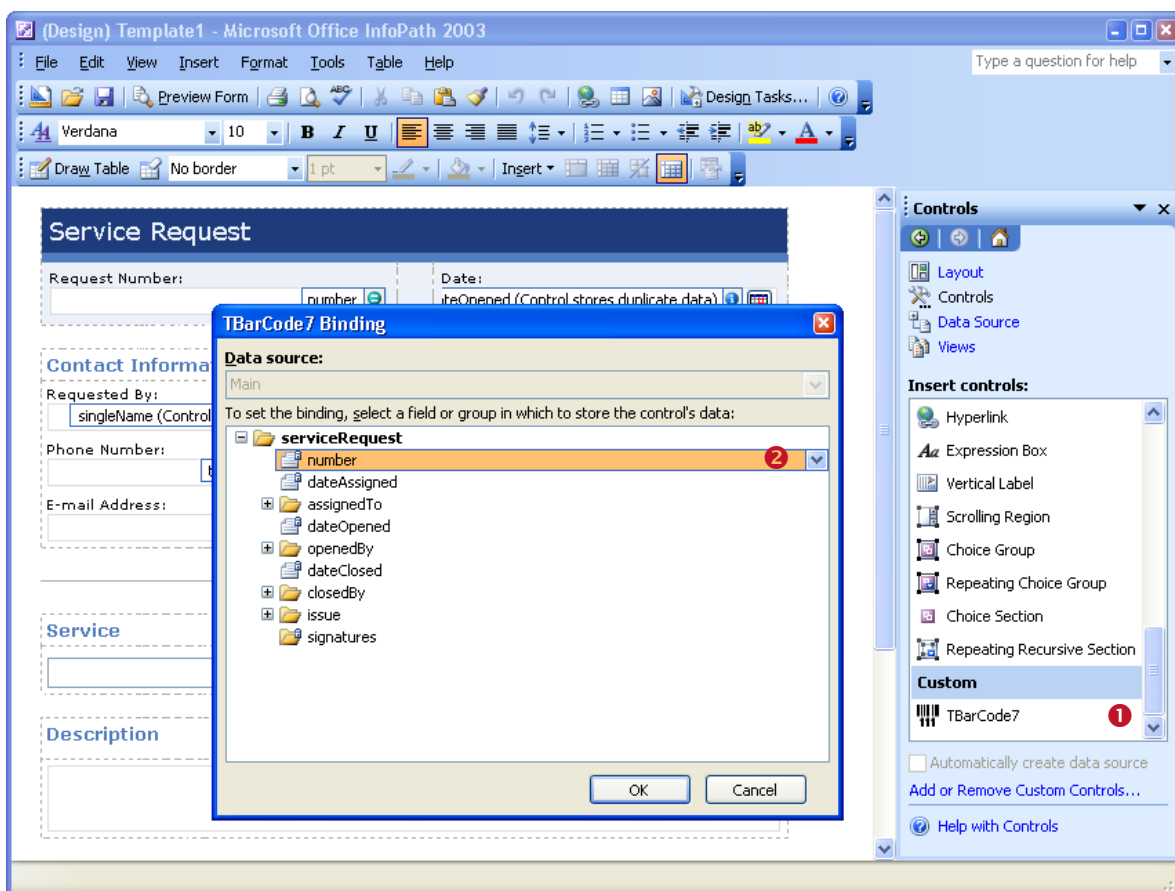 (Design) Template1 - Microsoft Office InfoPath 2003
File Edit View Insert Format Tools Table Help
Type a question for help
Preview Form ABC Design Tasks...
Verdana 10 B I U ab A
Draw Table No border 1 pt Insert
Service Request
Request Number: Date:
number teOpened (Control stores duplicate data)
Contact Informa
Requested By:
singleName (Control
Phone Number:
E-mail Address:
Service
Description
TBarCode7 Binding
Data source:
Main
To set the binding, select a field or group in which to store the control's data:
serviceRequest
number 2
dateAssigned
assignedTo
dateOpened
openedBy
dateClosed
closedBy
issue
signatures
OK Cancel
Controls
Layout
Controls
Data Source
Views
Insert controls:
Hyperlink
Aa Expression Box
Vertical Label
Scrolling Region
Choice Group
Repeating Choice Group
Choice Section
Repeating Recursive Section
Custom
TBarCode7 1
Automatically create data source
Add or Remove Custom Controls...
Help with Controls